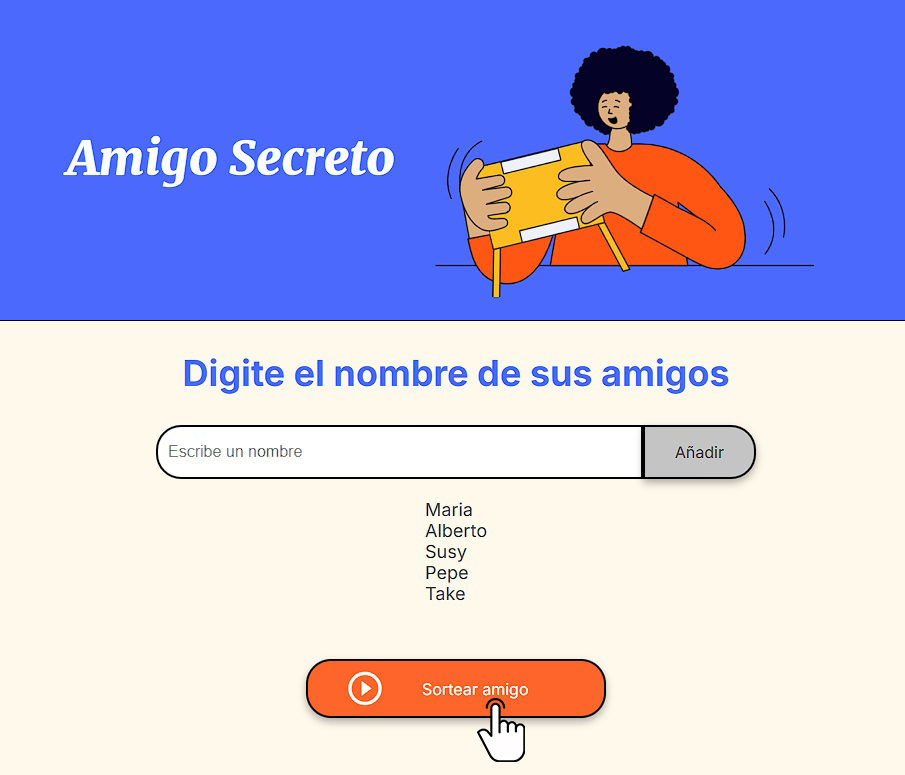 Amigo Secreto
Digite el nombre de sus amigos
Escribe un nombre
Añadir
Maria
Alberto
Susy
Pepe
Take
Sortear amigo